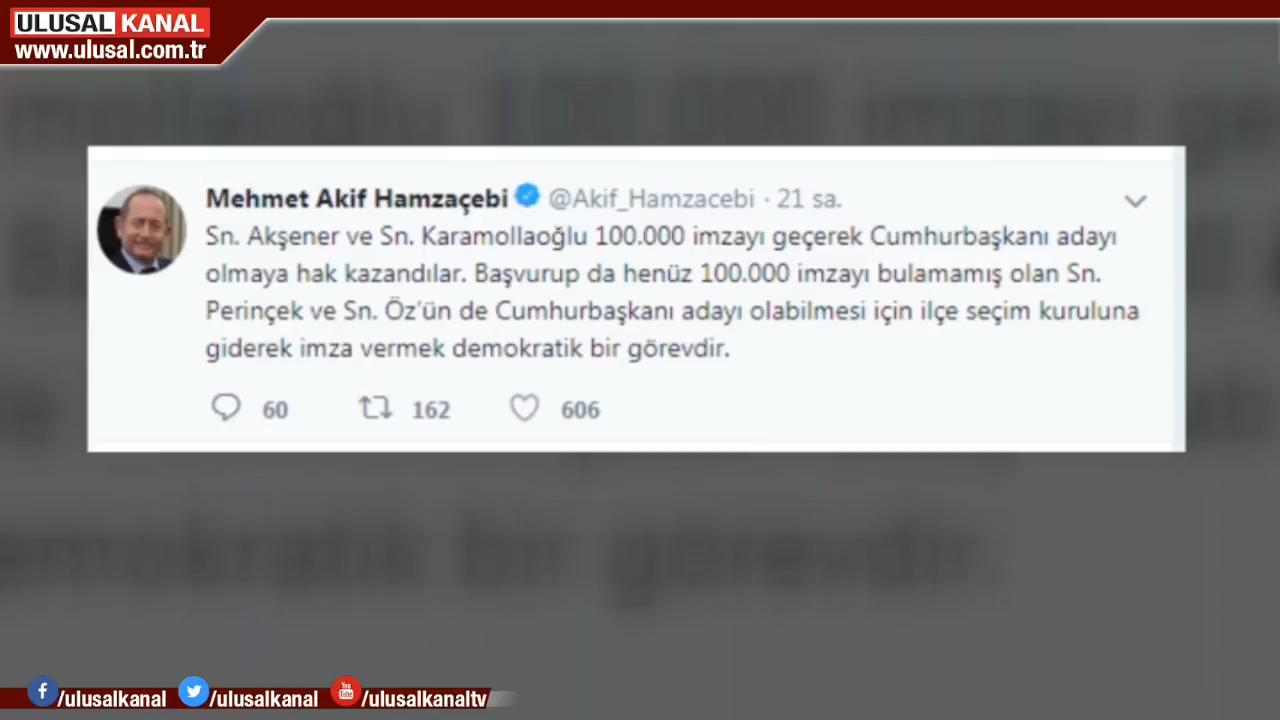 ULUSAL KANAL
www.ulusal.com.tr
Mehmet Akif Hamzaçebi @Akif_Hamzacebi · 21 sa.
Sn. Akşener ve Sn. Karamollaoğlu 100.000 imzayı geçerek Cumhurbaşkanı adayı
olmaya hak kazandılar. Başvurup da henüz 100.000 imzayı bulamamış olan Sn.
Perinçek ve Sn. Öz'ün de Cumhurbaşkanı adayı olabilmesi için ilçe seçim kuruluna
giderek imza vermek demokratik bir görevdir.
60 162 606
/ulusalkanal /ulusalkanal You Tube /ulusalkanaltv